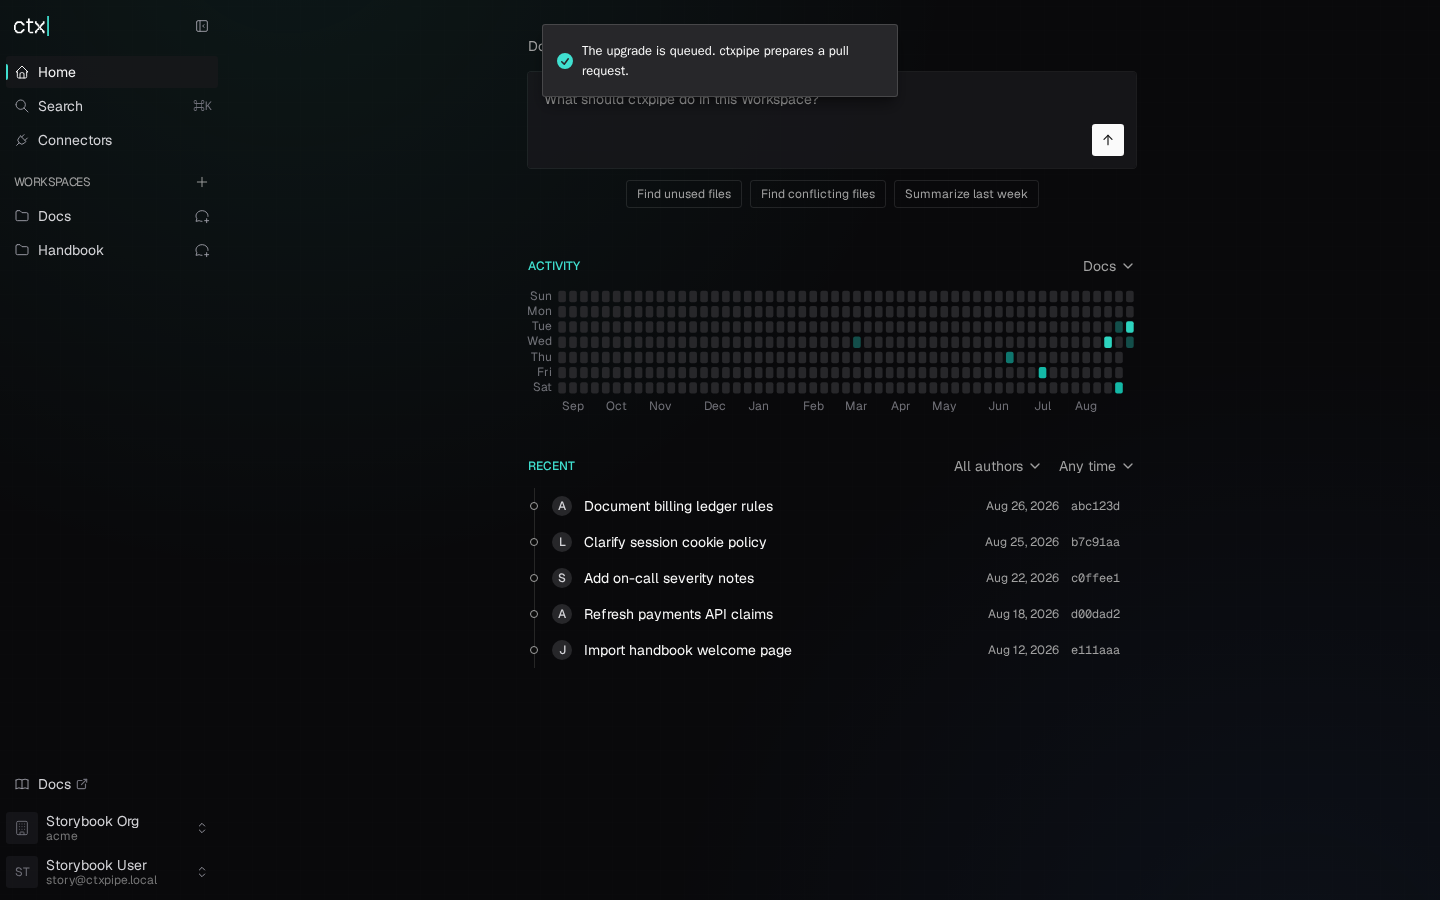 ctx
Home
Search ⌘K
Connectors
WORKSPACES
Docs
Handbook
Docs
Storybook Org
acme
ST
Storybook User
story@ctxpipe.local
The upgrade is queued. ctxpipe prepares a pull
request.
What should ctxpipe do in this Workspace?
Find unused files
Find conflicting files
Summarize last week
ACTIVITY
Docs
Sun
Mon
Tue
Wed
Thu
Fri
Sat
Sep Oct Nov Dec Jan Feb Mar Apr May Jun Jul Aug
RECENT
All authors
Any time
A Document billing ledger rules Aug 26, 2026 abc123d
L Clarify session cookie policy Aug 25, 2026 b7c91aa
S Add on-call severity notes Aug 22, 2026 c0ffee1
A Refresh payments API claims Aug 18, 2026 d00dad2
J Import handbook welcome page Aug 12, 2026 e111aaa